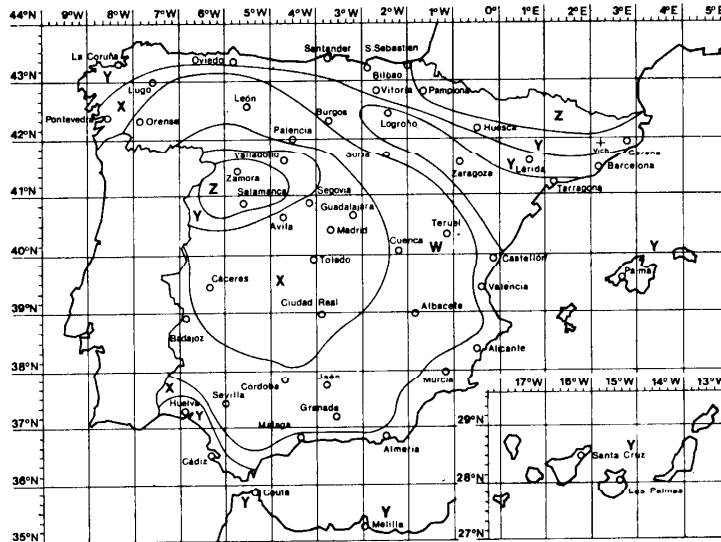 9°W 8°W 7°W 6°W 5°W 4°W 3°W 2°W 1°W 0° 1°E 2°E 3°E 4°E
44°N
La Coruña Oviedo Santander S.Sebastien
43°N Y Lugo Bilbao
Vitoria Pamplona
X León Z
Pontevedra Orense Burgos Logroño Huesca
42°N Palencia Y Vich
Valladolid Soria Zaragoza Y Lérida Barcelona
Zamora Tarragona
41°N Z Salamanca Segovia
Y Guadalajara
Avila Madrid Teruel
40°N Cuenca W Castellón Y
Toledo Palma
Cáceres X Valencia
39°N Ciudad Real Albacete
Badajoz
38°N Alicante
X Córdoba Jaén Murcia 17°W 16°W 15°W 14°W 13°W
Sevilla
37°N Huelva Y Granada 29°N
Málaga Y
Almeria Santa Cruz
36°N Cádiz 28°N
Ceuta Las Palmas
Y Y
35°N Melilla 27°N